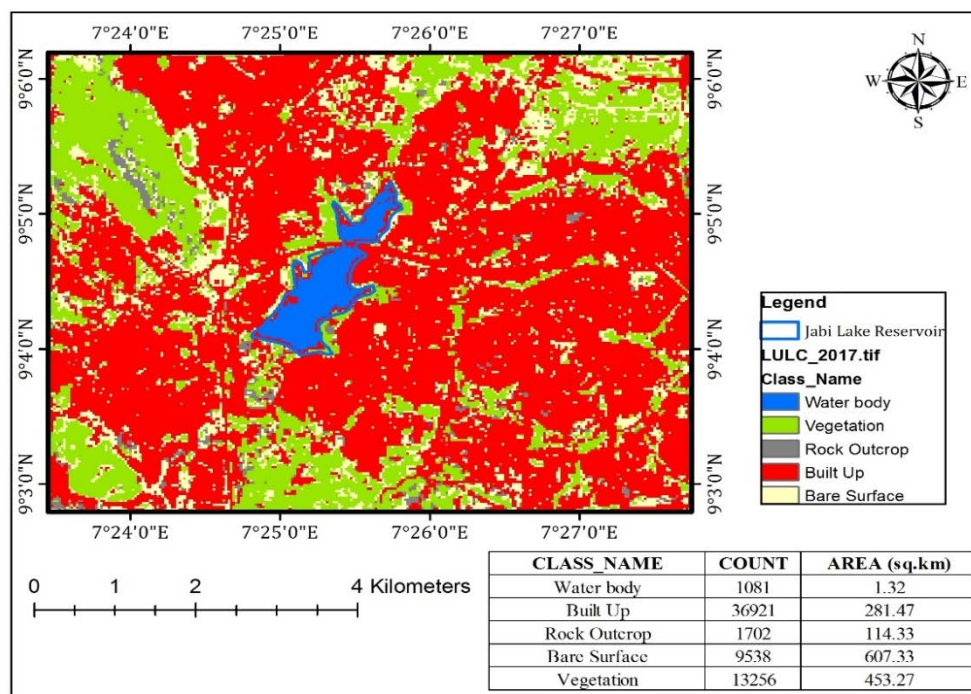 7°24'0"E 7°25'0"E 7°26'0"E 7°27'0"E
N
W E
S
9°6'0"N 9°6'0"N
9°5'0"N 9°5'0"N
9°4'0"N 9°4'0"N
9°3'0"N 9°3'0"N
7°24'0"E 7°25'0"E 7°26'0"E 7°27'0"E
Legend
Jabi Lake Reservoir
LULC_2017.tif
Class_Name
Water body
Vegetation
Rock Outcrop
Built Up
Bare Surface
0 1 2 4 Kilometers
CLASS_NAME COUNT AREA (sq.km)
Water body 1081 1.32
Built Up 36921 281.47
Rock Outcrop 1702 114.33
Bare Surface 9538 607.33
Vegetation 13256 453.27